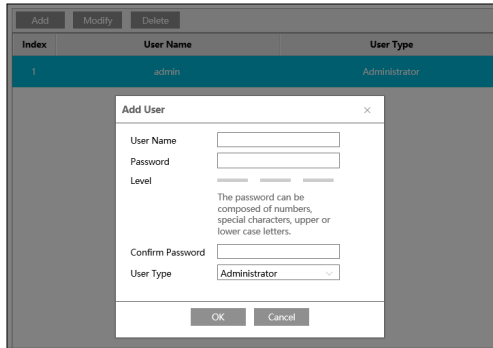 Add Modify Delete
Index User Name User Type
1 admin Administrator
Add User ×
User Name
Password
Level
The password can be
composed of numbers,
special characters, upper or
lower case letters.
Confirm Password
User Type Administrator
OK Cancel